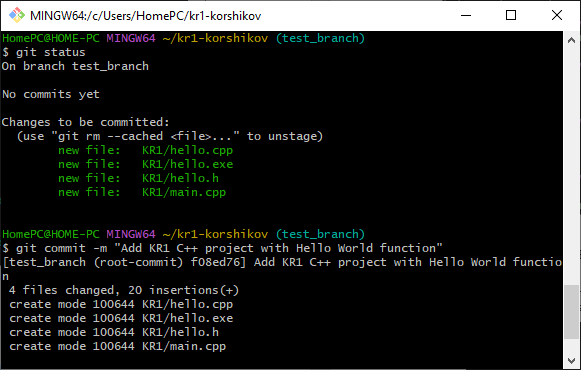 MINGW64:/c/Users/HomePC/kr1-korshikov
HomePC@HOME-PC MINGW64 ~/kr1-korshikov (test_branch)
$ git status
On branch test_branch
No commits yet
Changes to be committed:
  (use "git rm --cached <file>..." to unstage)
        new file:   KR1/hello.cpp
        new file:   KR1/hello.exe
        new file:   KR1/hello.h
        new file:   KR1/main.cpp
HomePC@HOME-PC MINGW64 ~/kr1-korshikov (test_branch)
$ git commit -m "Add KR1 C++ project with Hello World function"
[test_branch (root-commit) f08ed76] Add KR1 C++ project with Hello World functio
n
 4 files changed, 20 insertions(+)
 create mode 100644 KR1/hello.cpp
 create mode 100644 KR1/hello.exe
 create mode 100644 KR1/hello.h
 create mode 100644 KR1/main.cpp